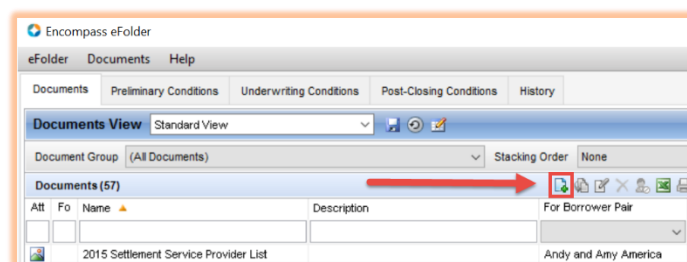 Encompass eFolder
eFolder Documents Help
Documents Preliminary Conditions Underwriting Conditions Post-Closing Conditions History
Documents View Standard View
Document Group (All Documents) Stacking Order None
Documents (57)
Att Fo Name Description For Borrower Pair
2015 Settlement Service Provider List Andy and Amy America